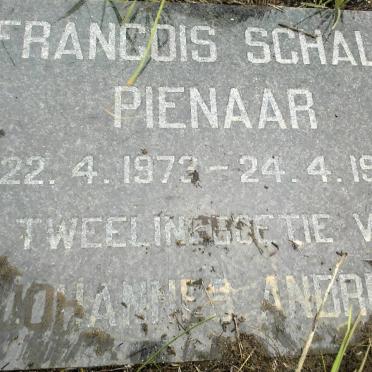 FRANCOIS SCHAL
PIENAAR
22. 4. 1973 – 24. 4. 19
TWEELINGBOETIE V
JOHANNES ANDR